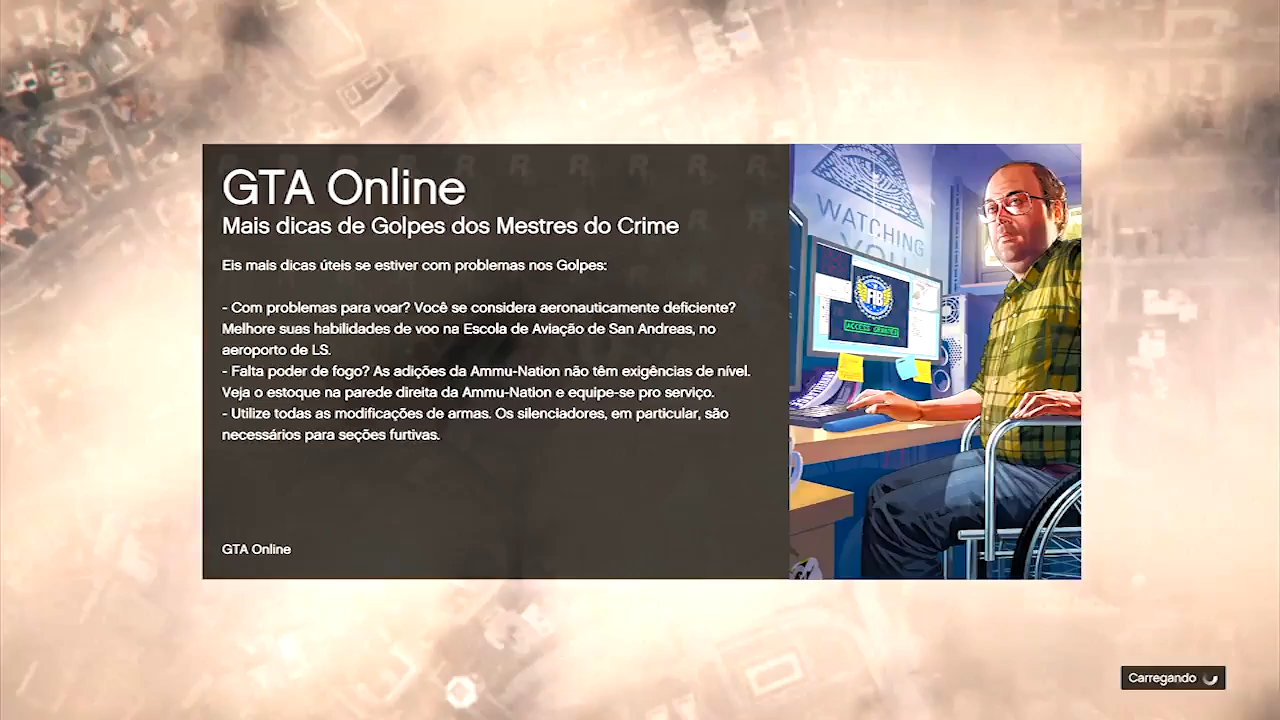 GTA Online
Mais dicas de Golpes dos Mestres do Crime
Eis mais dicas úteis se estiver com problemas nos Golpes:
- Com problemas para voar? Você se considera aeronauticamente deficiente?
Melhore suas habilidades de voo na Escola de Aviação de San Andreas, no
aeroporto de LS.
- Falta poder de fogo? As adições da Ammu-Nation não têm exigências de nível.
Veja o estoque na parede direita da Ammu-Nation e equipe-se pro serviço.
- Utilize todas as modificações de armas. Os silenciadores, em particular, são
necessários para seções furtivas.
GTA Online
WATCHING
YOU
FIB
ACCESS GRANTED
Carregando